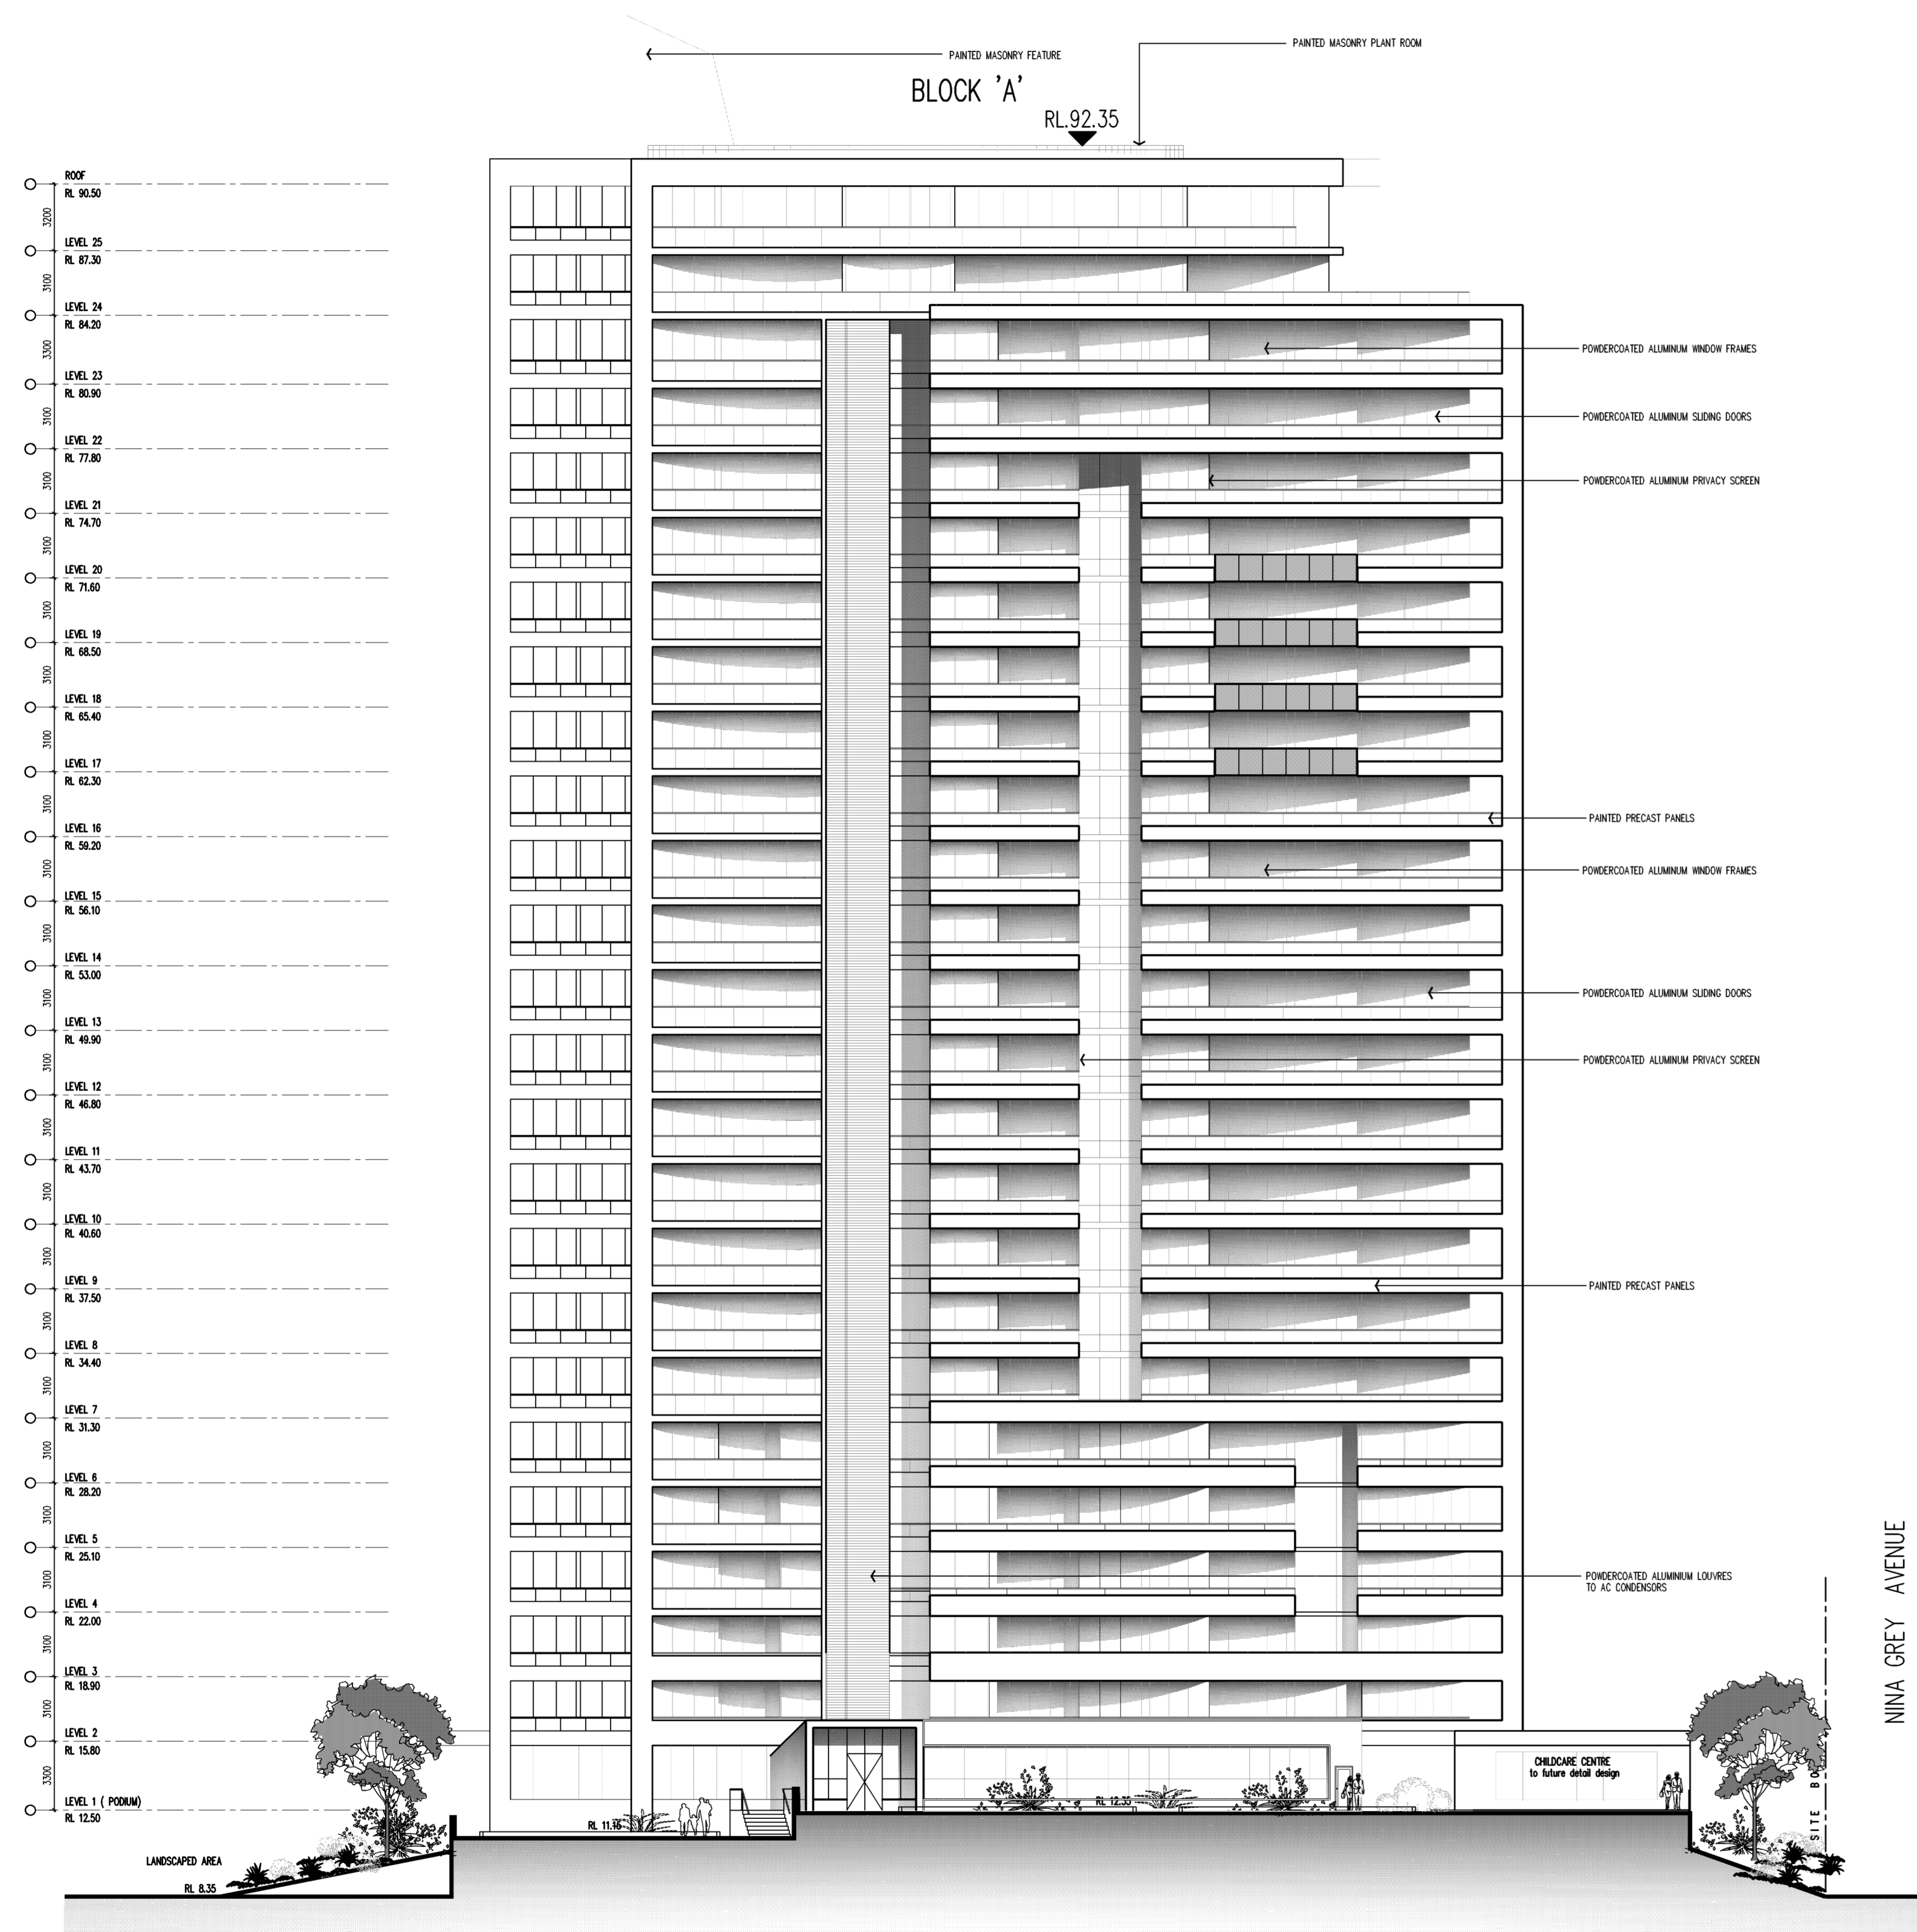 PAINTED MASONRY FEATURE
PAINTED MASONRY PLANT ROOM
BLOCK 'A'
RL.92.35
ROOF
RL 90.50
3200
LEVEL 25
RL 87.30
3100
LEVEL 24
RL 84.20
3300
LEVEL 23
RL 80.90
3100
LEVEL 22
RL 77.80
3100
LEVEL 21
RL 74.70
3100
LEVEL 20
RL 71.60
3100
LEVEL 19
RL 68.50
3100
LEVEL 18
RL 65.40
3100
LEVEL 17
RL 62.30
3100
LEVEL 16
RL 59.20
3100
LEVEL 15
RL 56.10
3100
LEVEL 14
RL 53.00
3100
LEVEL 13
RL 49.90
3100
LEVEL 12
RL 46.80
3100
LEVEL 11
RL 43.70
3100
LEVEL 10
RL 40.60
3100
LEVEL 9
RL 37.50
3100
LEVEL 8
RL 34.40
3100
LEVEL 7
RL 31.30
3100
LEVEL 6
RL 28.20
3100
LEVEL 5
RL 25.10
3100
LEVEL 4
RL 22.00
3100
LEVEL 3
RL 18.90
3100
LEVEL 2
RL 15.80
3300
LEVEL 1 ( PODIUM)
RL 12.50
POWDERCOATED ALUMINUM WINDOW FRAMES
POWDERCOATED ALUMINUM SLIDING DOORS
POWDERCOATED ALUMINUM PRIVACY SCREEN
PAINTED PRECAST PANELS
POWDERCOATED ALUMINUM WINDOW FRAMES
POWDERCOATED ALUMINUM SLIDING DOORS
POWDERCOATED ALUMINUM PRIVACY SCREEN
PAINTED PRECAST PANELS
POWDERCOATED ALUMINIUM LOUVRES
TO AC CONDENSORS
NINA GREY AVENUE
CHILDCARE CENTRE
to future detail design
SITE BO
RL 12.35
RL 11.15
LANDSCAPED AREA
RL 8.35